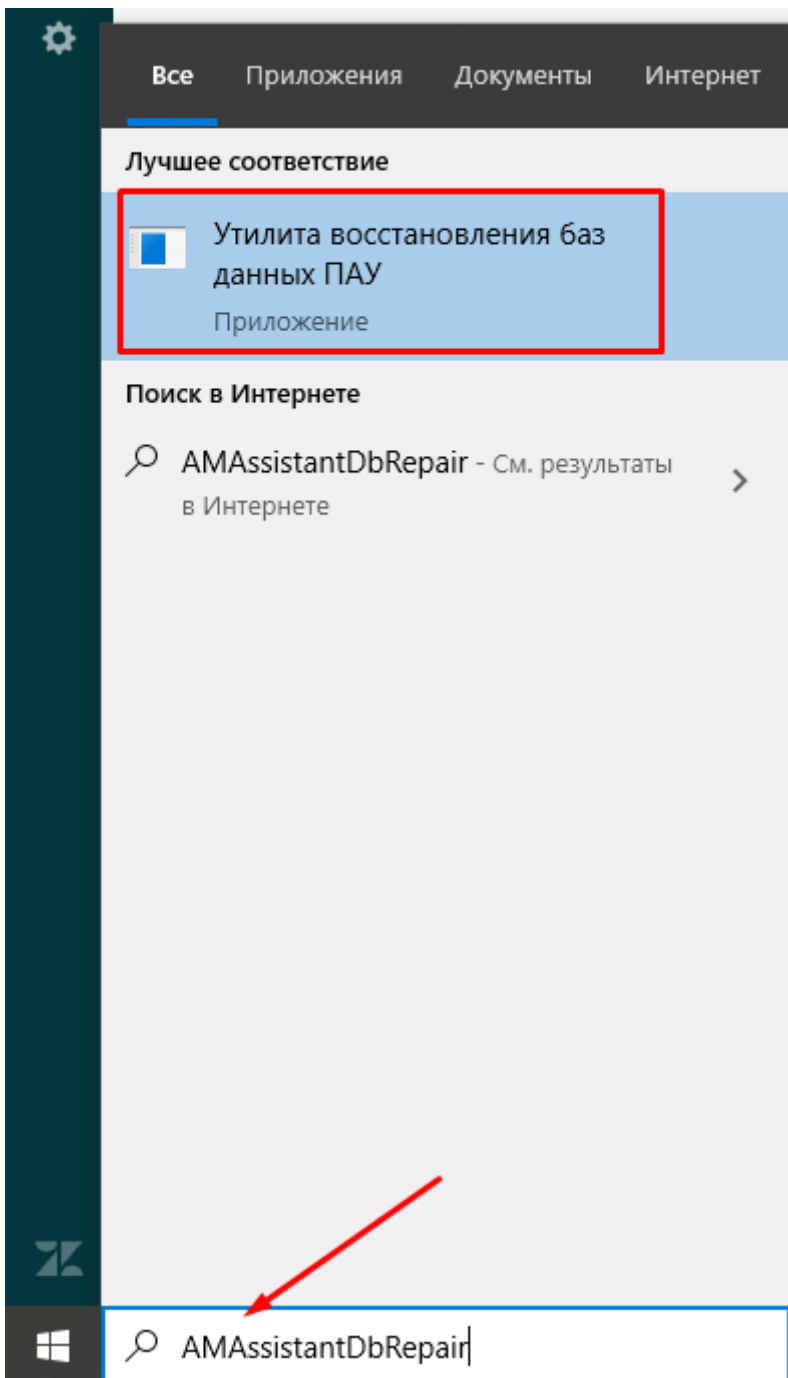 Все Приложения Документы Интернет
Лучшее соответствие
Утилита восстановления баз
данных ПАУ
Приложение
Поиск в Интернете
AMAssistantDbRepair - См. результаты
в Интернете
AMAssistantDbRepair